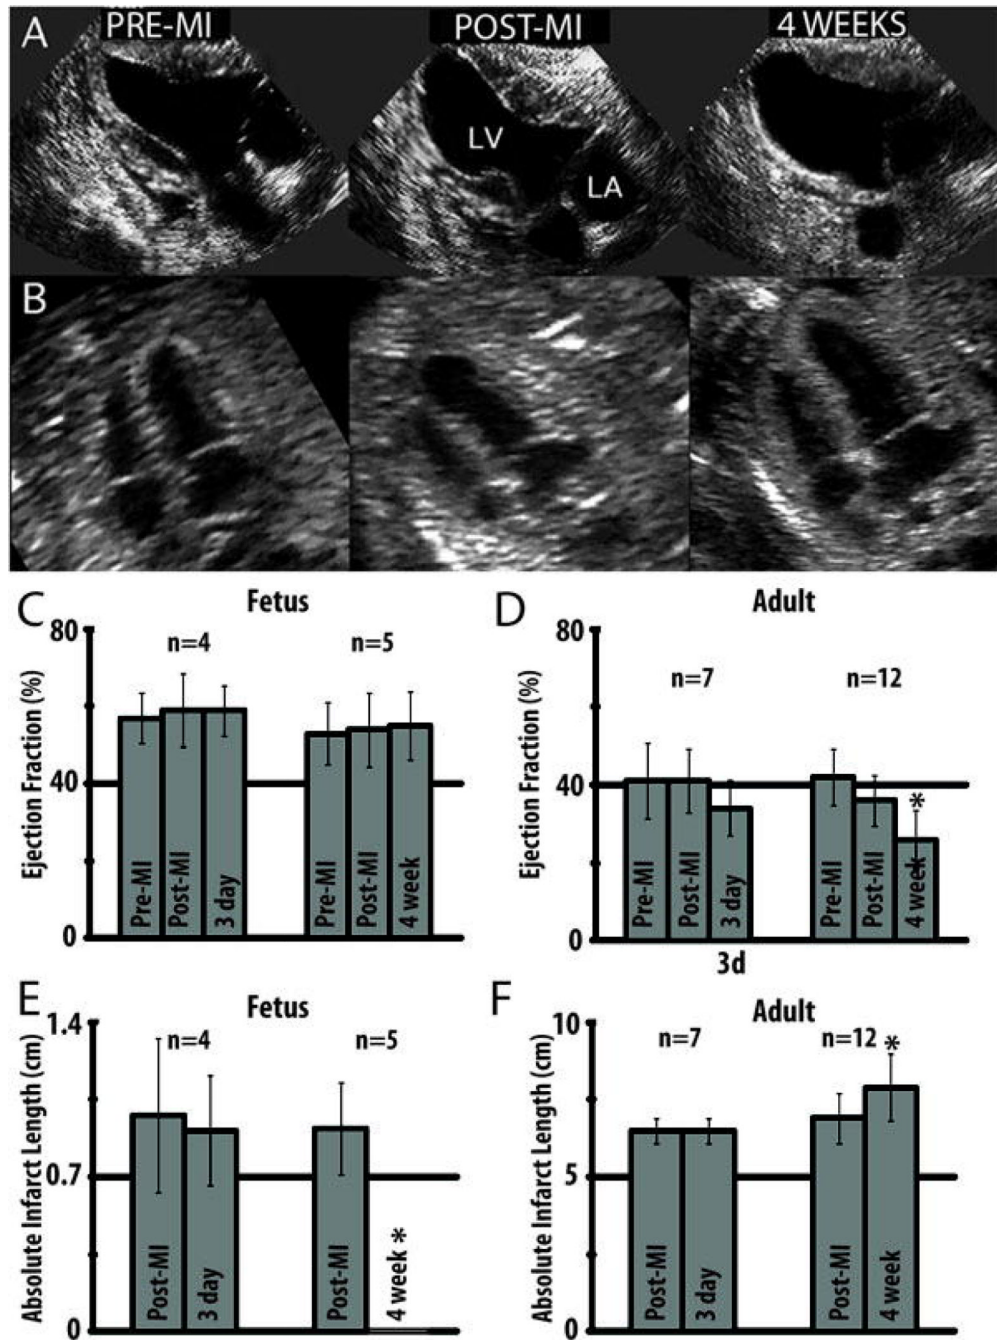 A
PRE-MI
POST-MI
4 WEEKS
LV
LA
B
C
Fetus
80
40
0
Ejection Fraction (%)
n=4
n=5
Pre-MI
Post-MI
3 day
Pre-MI
Post-MI
4 week
D
Adult
80
40
0
Ejection Fraction (%)
n=7
n=12
*
Pre-MI
Post-MI
3 day
Pre-MI
Post-MI
4 week
3d
E
Fetus
1.4
0.7
0
Absolute Infarct Length (cm)
n=4
n=5
Post-MI
3 day
Post-MI
4 week *
F
Adult
10
5
0
Absolute Infarct Length (cm)
n=7
n=12
*
Post-MI
3 day
Post-MI
4 week